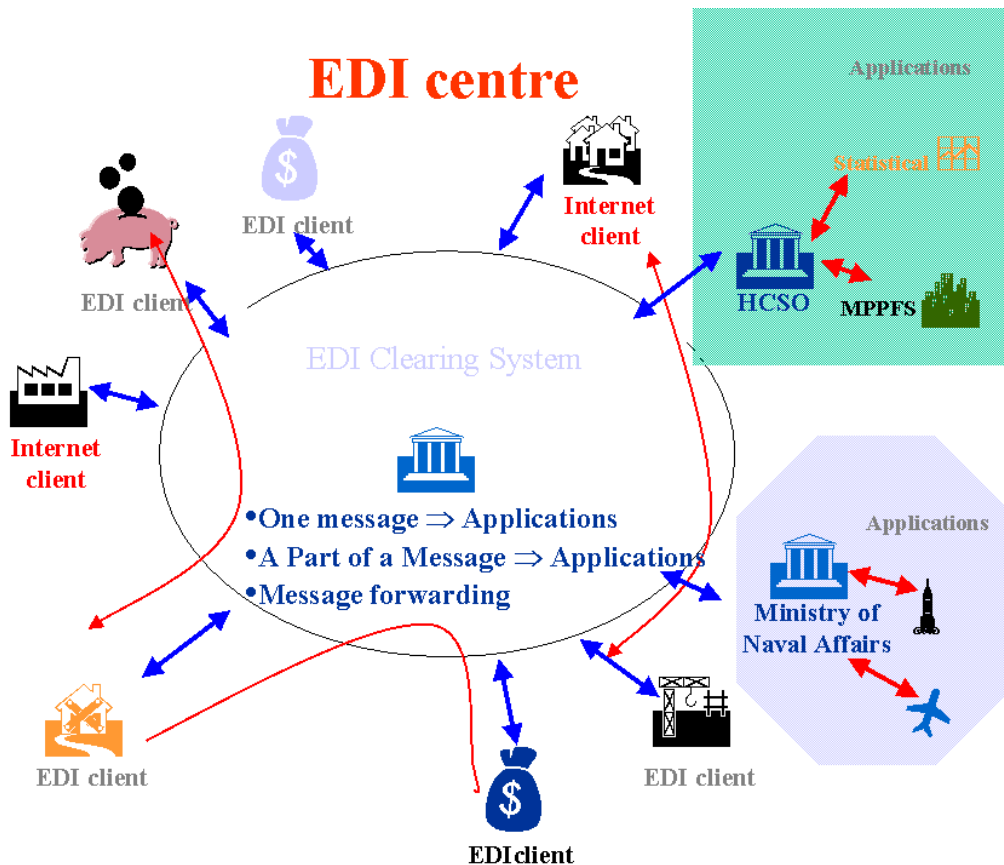 EDI centre
Applications
Statistical
HCSO
MPPFS
EDI client
Internet
client
EDI client
EDI Clearing System
Internet
client
•One message ⇒ Applications
•A Part of a Message ⇒ Applications
•Message forwarding
Applications
Ministry of
Naval Affairs
EDI client
EDI client
EDIclient
$
$